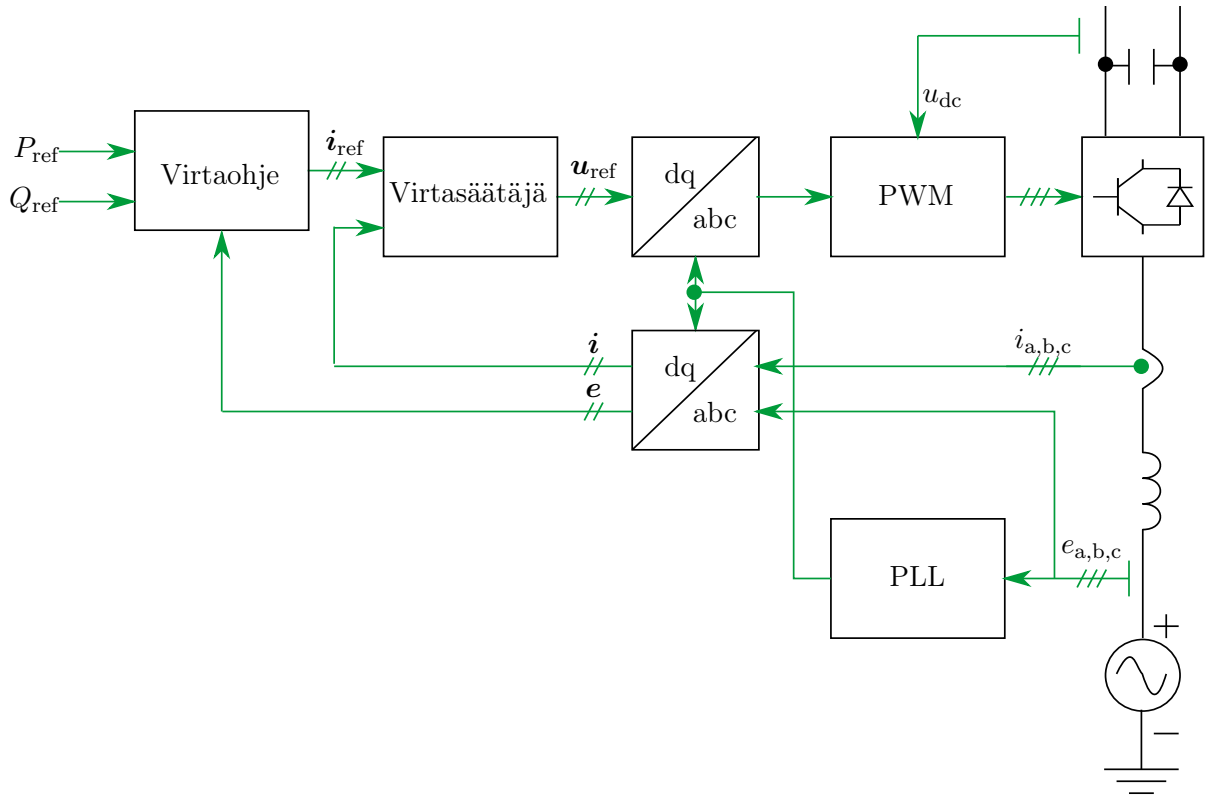 u_dc
P_ref
Q_ref
Virtaohje
i_ref
Virtasäätäjä
u_ref
dq
abc
PWM
i
e
dq
abc
i_a,b,c
PLL
e_a,b,c
+
−